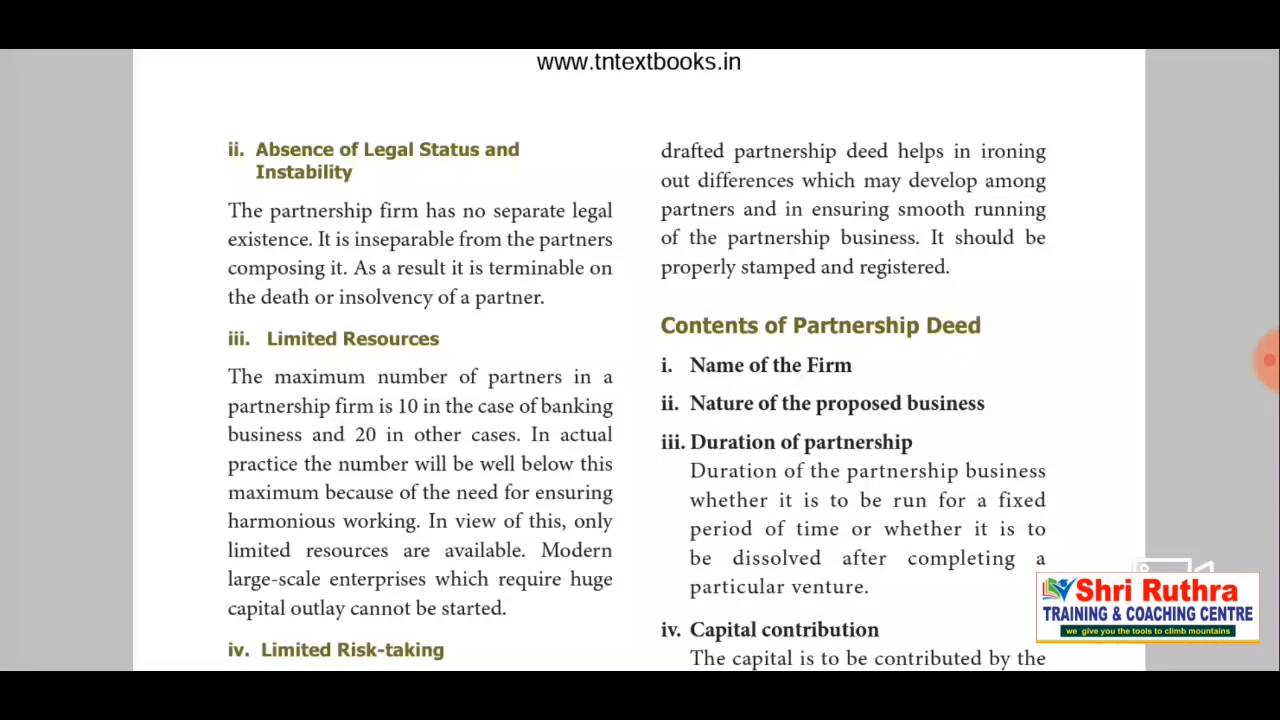 www.tntextbooks.in
ii. Absence of Legal Status and
Instability
The partnership firm has no separate legal
existence. It is inseparable from the partners
composing it. As a result it is terminable on
the death or insolvency of a partner.
iii. Limited Resources
The maximum number of partners in a
partnership firm is 10 in the case of banking
business and 20 in other cases. In actual
practice the number will be well below this
maximum because of the need for ensuring
harmonious working. In view of this, only
limited resources are available. Modern
large-scale enterprises which require huge
capital outlay cannot be started.
iv. Limited Risk-taking
drafted partnership deed helps in ironing
out differences which may develop among
partners and in ensuring smooth running
of the partnership business. It should be
properly stamped and registered.
Contents of Partnership Deed
i. Name of the Firm
ii. Nature of the proposed business
iii. Duration of partnership
Duration of the partnership business
whether it is to be run for a fixed
period of time or whether it is to
be dissolved after completing a
particular venture.
iv. Capital contribution
The capital is to be contributed by the
Shri Ruthra
TRAINING & COACHING CENTRE
we give you the tools to climb mountains